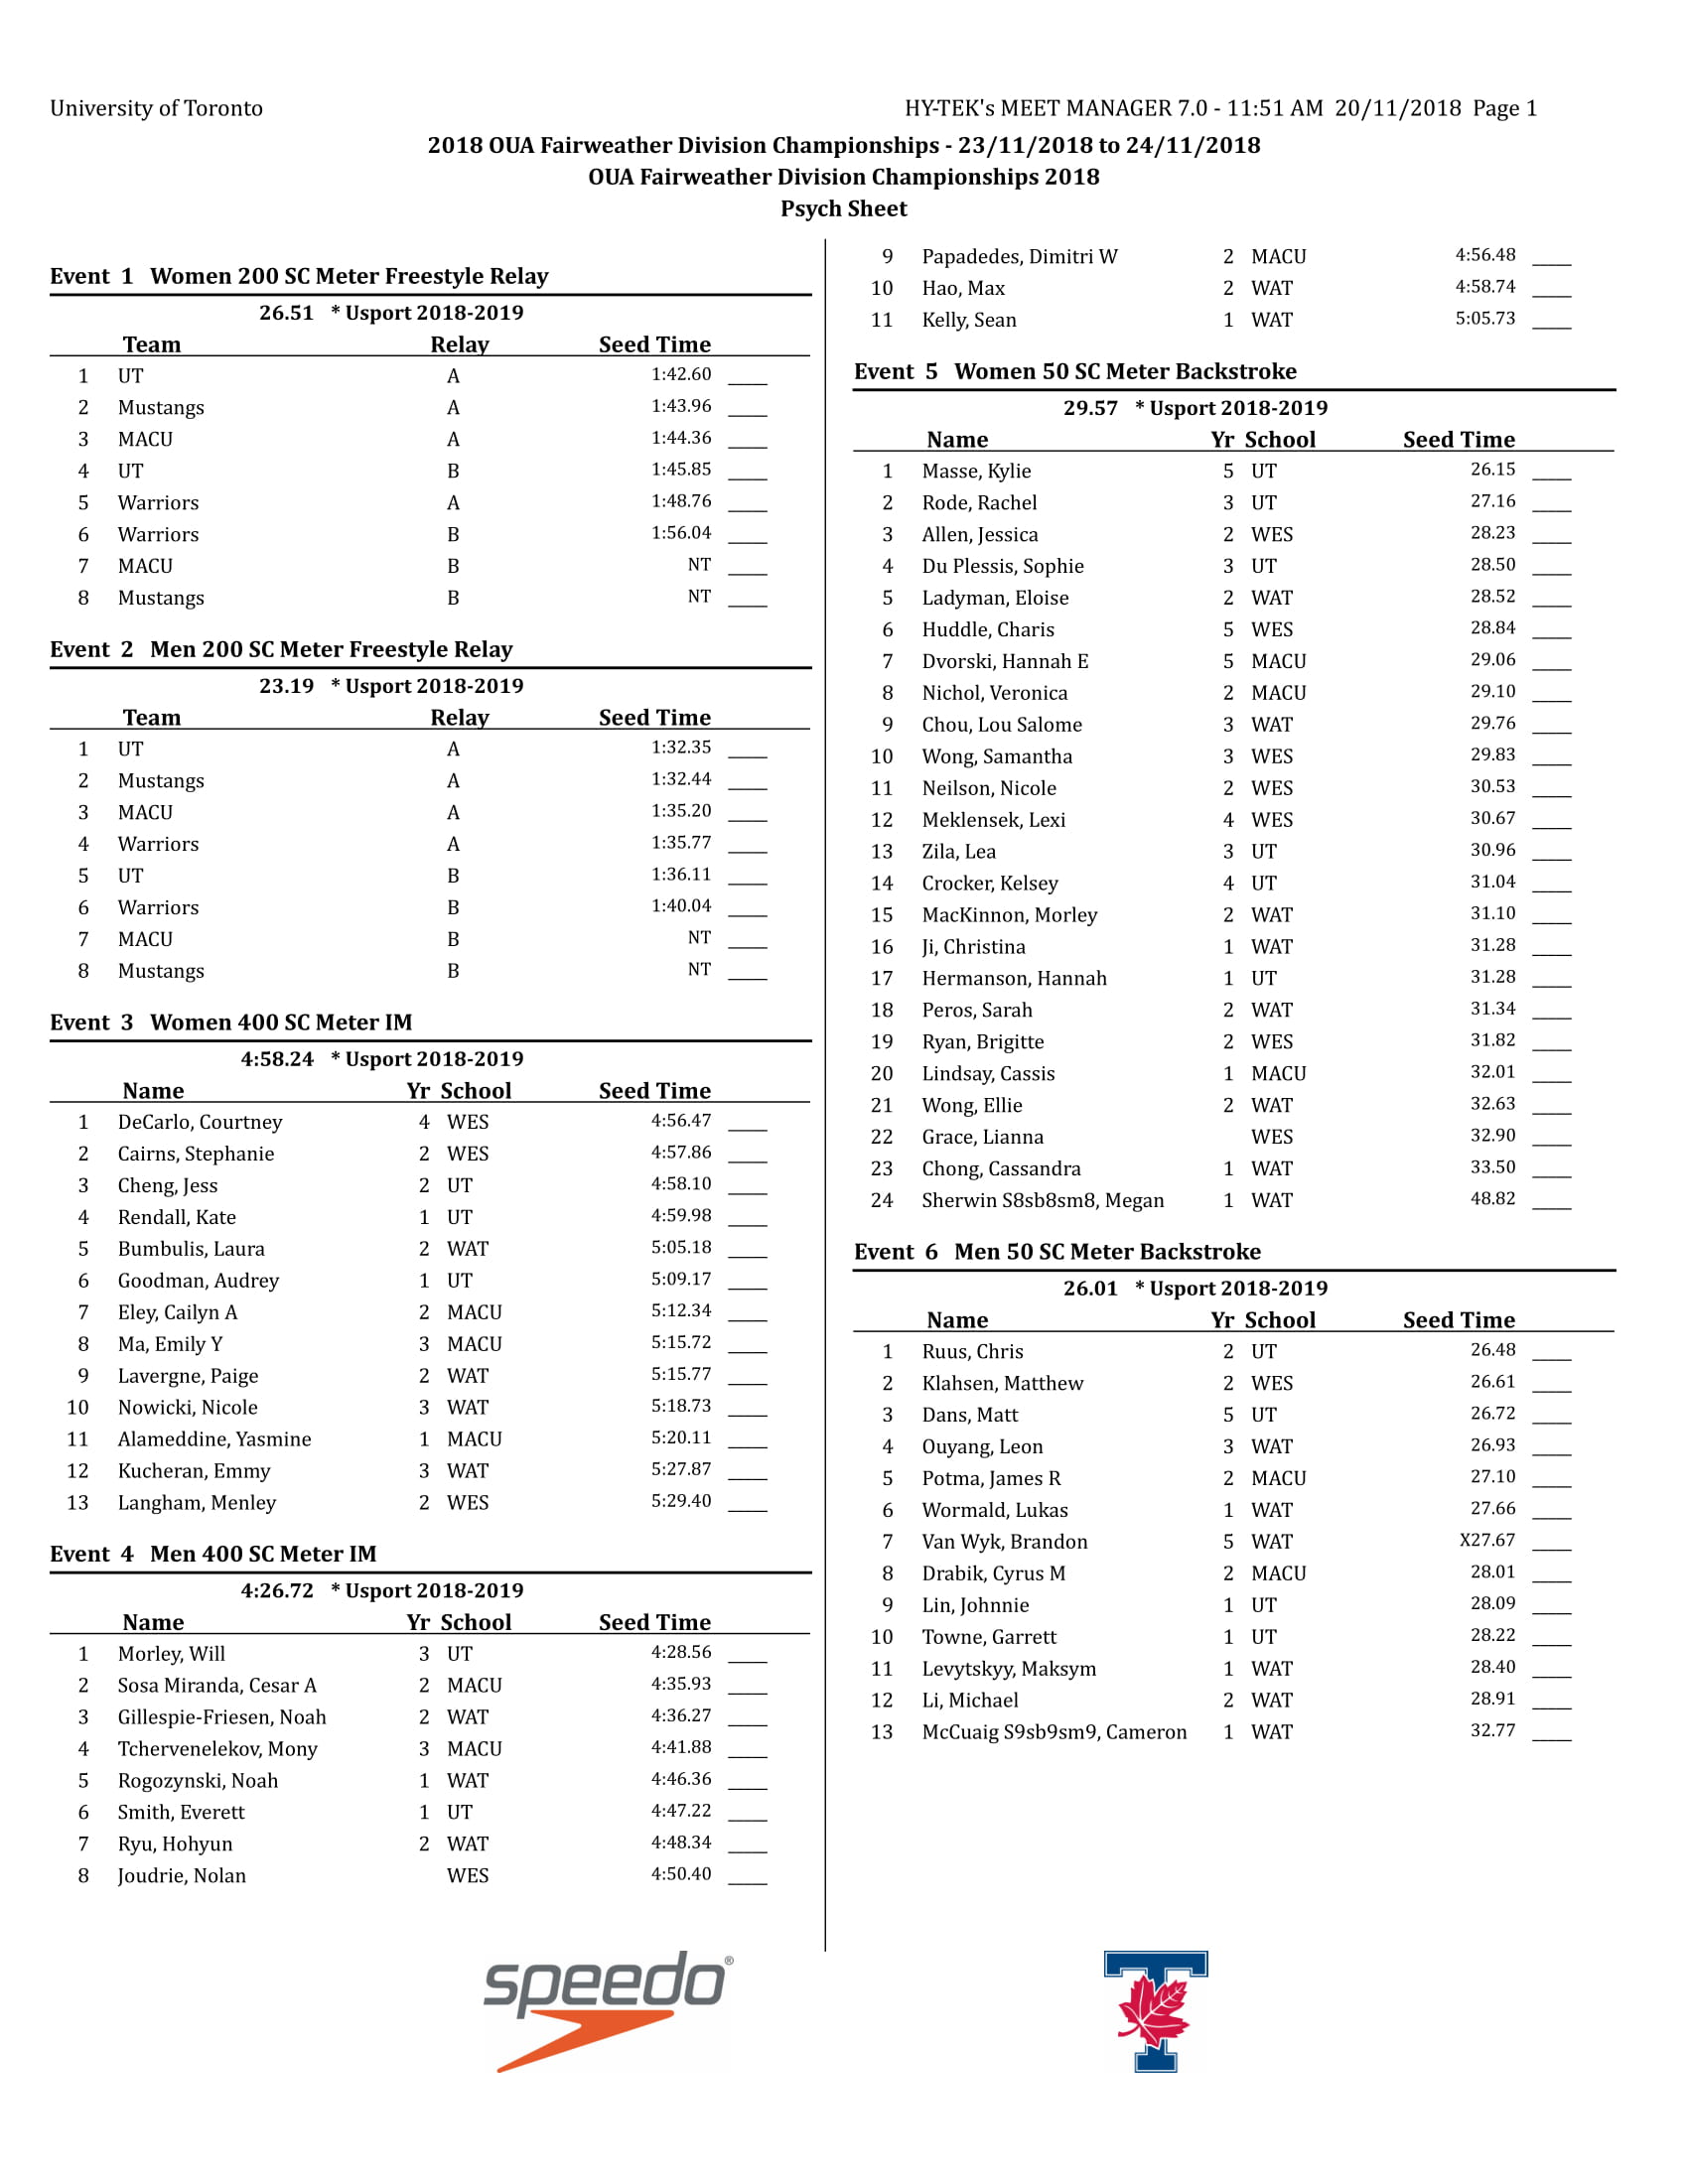 University of Toronto
HY-TEK's MEET MANAGER 7.0 - 11:51 AM 20/11/2018 Page 1
2018 OUA Fairweather Division Championships - 23/11/2018 to 24/11/2018
OUA Fairweather Division Championships 2018
Psych Sheet
Event 1 Women 200 SC Meter Freestyle Relay
26.51 * Usport 2018-2019
Team Relay Seed Time
1 UT A 1:42.60 ____
2 Mustangs A 1:43.96 ____
3 MACU A 1:44.36 ____
4 UT B 1:45.85 ____
5 Warriors A 1:48.76 ____
6 Warriors B 1:56.04 ____
7 MACU B NT ____
8 Mustangs B NT ____
Event 2 Men 200 SC Meter Freestyle Relay
23.19 * Usport 2018-2019
Team Relay Seed Time
1 UT A 1:32.35 ____
2 Mustangs A 1:32.44 ____
3 MACU A 1:35.20 ____
4 Warriors A 1:35.77 ____
5 UT B 1:36.11 ____
6 Warriors B 1:40.04 ____
7 MACU B NT ____
8 Mustangs B NT ____
Event 3 Women 400 SC Meter IM
4:58.24 * Usport 2018-2019
Name Yr School Seed Time
1 DeCarlo, Courtney 4 WES 4:56.47 ____
2 Cairns, Stephanie 2 WES 4:57.86 ____
3 Cheng, Jess 2 UT 4:58.10 ____
4 Rendall, Kate 1 UT 4:59.98 ____
5 Bumbulis, Laura 2 WAT 5:05.18 ____
6 Goodman, Audrey 1 UT 5:09.17 ____
7 Eley, Cailyn A 2 MACU 5:12.34 ____
8 Ma, Emily Y 3 MACU 5:15.72 ____
9 Lavergne, Paige 2 WAT 5:15.77 ____
10 Nowicki, Nicole 3 WAT 5:18.73 ____
11 Alameddine, Yasmine 1 MACU 5:20.11 ____
12 Kucheran, Emmy 3 WAT 5:27.87 ____
13 Langham, Menley 2 WES 5:29.40 ____
Event 4 Men 400 SC Meter IM
4:26.72 * Usport 2018-2019
Name Yr School Seed Time
1 Morley, Will 3 UT 4:28.56 ____
2 Sosa Miranda, Cesar A 2 MACU 4:35.93 ____
3 Gillespie-Friesen, Noah 2 WAT 4:36.27 ____
4 Tchervenelekov, Mony 3 MACU 4:41.88 ____
5 Rogozynski, Noah 1 WAT 4:46.36 ____
6 Smith, Everett 1 UT 4:47.22 ____
7 Ryu, Hohyun 2 WAT 4:48.34 ____
8 Joudrie, Nolan WES 4:50.40 ____
9 Papadedes, Dimitri W 2 MACU 4:56.48 ____
10 Hao, Max 2 WAT 4:58.74 ____
11 Kelly, Sean 1 WAT 5:05.73 ____
Event 5 Women 50 SC Meter Backstroke
29.57 * Usport 2018-2019
Name Yr School Seed Time
1 Masse, Kylie 5 UT 26.15 ____
2 Rode, Rachel 3 UT 27.16 ____
3 Allen, Jessica 2 WES 28.23 ____
4 Du Plessis, Sophie 3 UT 28.50 ____
5 Ladyman, Eloise 2 WAT 28.52 ____
6 Huddle, Charis 5 WES 28.84 ____
7 Dvorski, Hannah E 5 MACU 29.06 ____
8 Nichol, Veronica 2 MACU 29.10 ____
9 Chou, Lou Salome 3 WAT 29.76 ____
10 Wong, Samantha 3 WES 29.83 ____
11 Neilson, Nicole 2 WES 30.53 ____
12 Meklensek, Lexi 4 WES 30.67 ____
13 Zila, Lea 3 UT 30.96 ____
14 Crocker, Kelsey 4 UT 31.04 ____
15 MacKinnon, Morley 2 WAT 31.10 ____
16 Ji, Christina 1 WAT 31.28 ____
17 Hermanson, Hannah 1 UT 31.28 ____
18 Peros, Sarah 2 WAT 31.34 ____
19 Ryan, Brigitte 2 WES 31.82 ____
20 Lindsay, Cassis 1 MACU 32.01 ____
21 Wong, Ellie 2 WAT 32.63 ____
22 Grace, Lianna WES 32.90 ____
23 Chong, Cassandra 1 WAT 33.50 ____
24 Sherwin S8sb8sm8, Megan 1 WAT 48.82 ____
Event 6 Men 50 SC Meter Backstroke
26.01 * Usport 2018-2019
Name Yr School Seed Time
1 Ruus, Chris 2 UT 26.48 ____
2 Klahsen, Matthew 2 WES 26.61 ____
3 Dans, Matt 5 UT 26.72 ____
4 Ouyang, Leon 3 WAT 26.93 ____
5 Potma, James R 2 MACU 27.10 ____
6 Wormald, Lukas 1 WAT 27.66 ____
7 Van Wyk, Brandon 5 WAT X27.67 ____
8 Drabik, Cyrus M 2 MACU 28.01 ____
9 Lin, Johnnie 1 UT 28.09 ____
10 Towne, Garrett 1 UT 28.22 ____
11 Levytskyy, Maksym 1 WAT 28.40 ____
12 Li, Michael 2 WAT 28.91 ____
13 McCuaig S9sb9sm9, Cameron 1 WAT 32.77 ____
speedo®
T